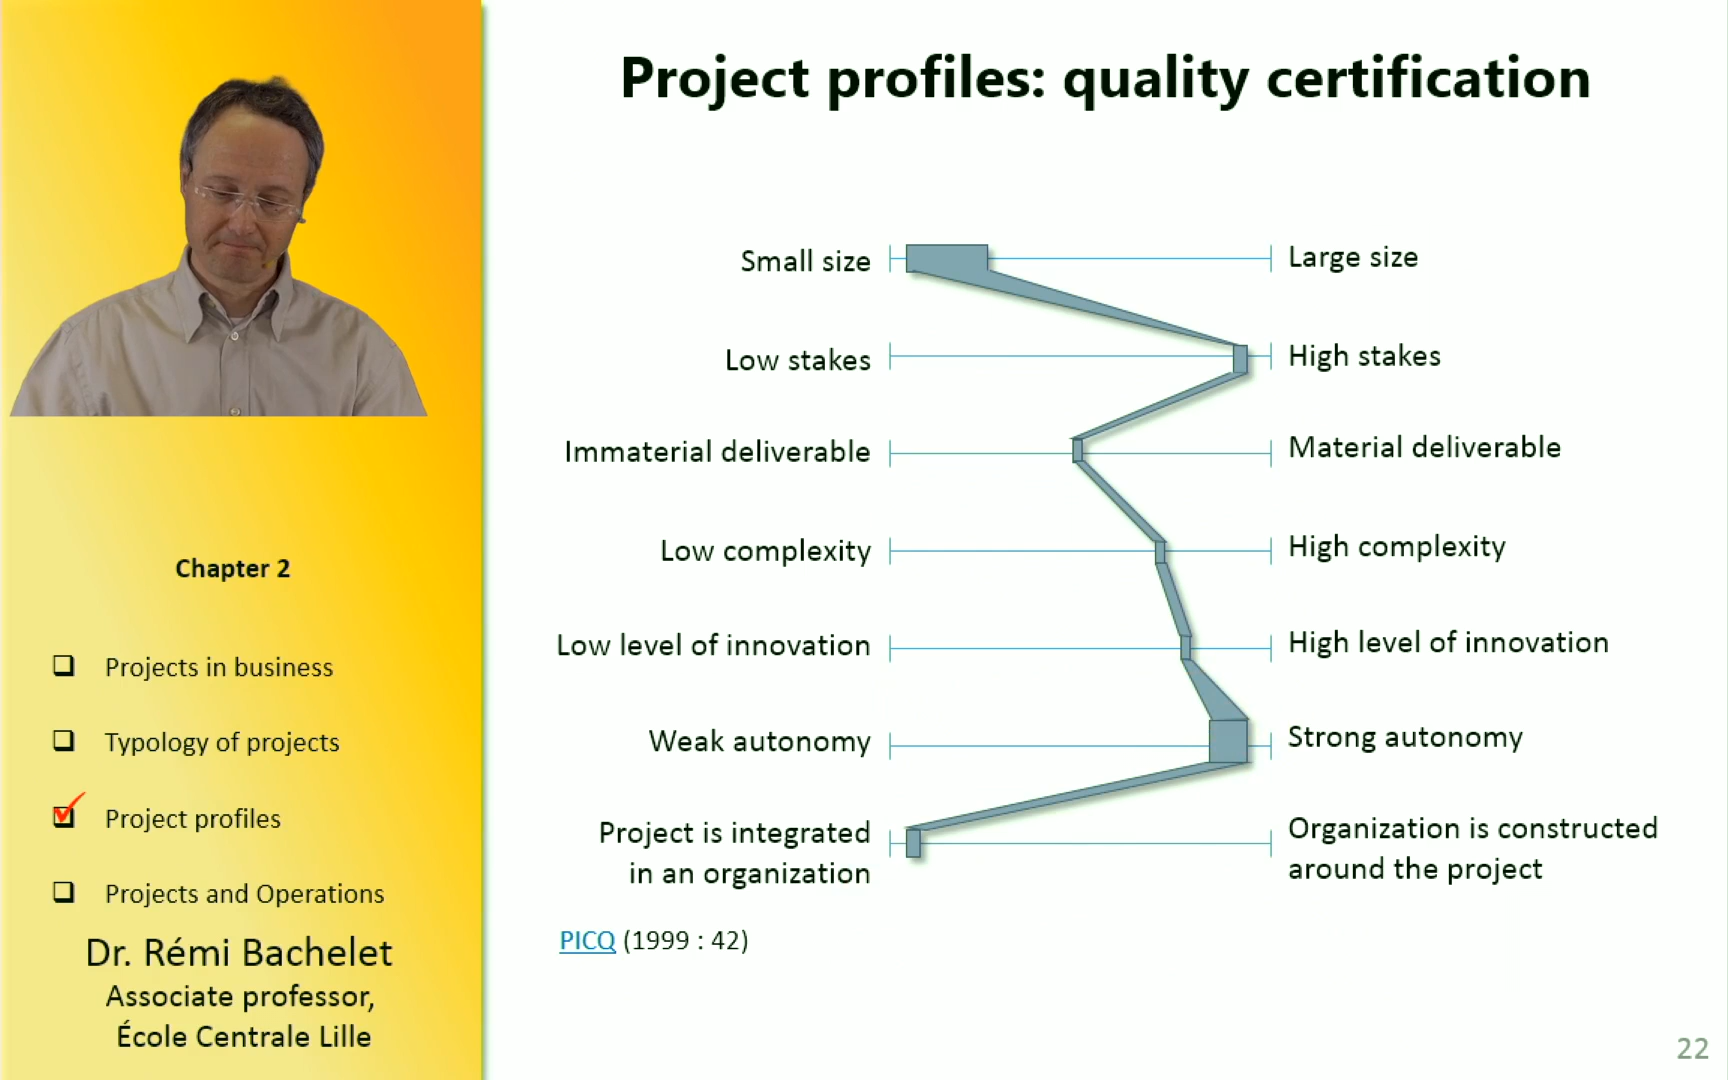 Project profiles: quality certification
Small size
Large size
Low stakes
High stakes
Immaterial deliverable
Material deliverable
Low complexity
High complexity
Low level of innovation
High level of innovation
Weak autonomy
Strong autonomy
Project is integrated
in an organization
Organization is constructed
around the project
PICQ (1999 : 42)
Chapter 2
Projects in business
Typology of projects
Project profiles
Projects and Operations
Dr. Rémi Bachelet
Associate professor,
École Centrale Lille
22